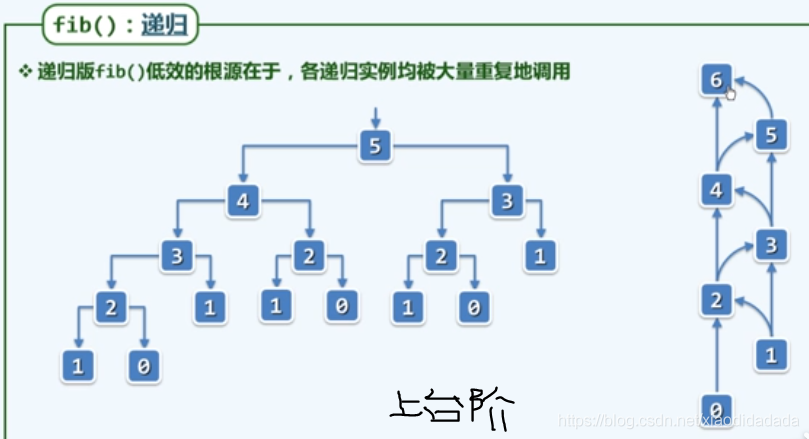 fib()：递归
❖ 递归版fib()低效的根源在于，各递归实例均被大量重复地调用
5
4 3
3 2 2 1
2 1 1 0 1 0
1 0
6
5
4
3
2
1
0
上台阶
https://blog.csdn.net/xiaodidadada